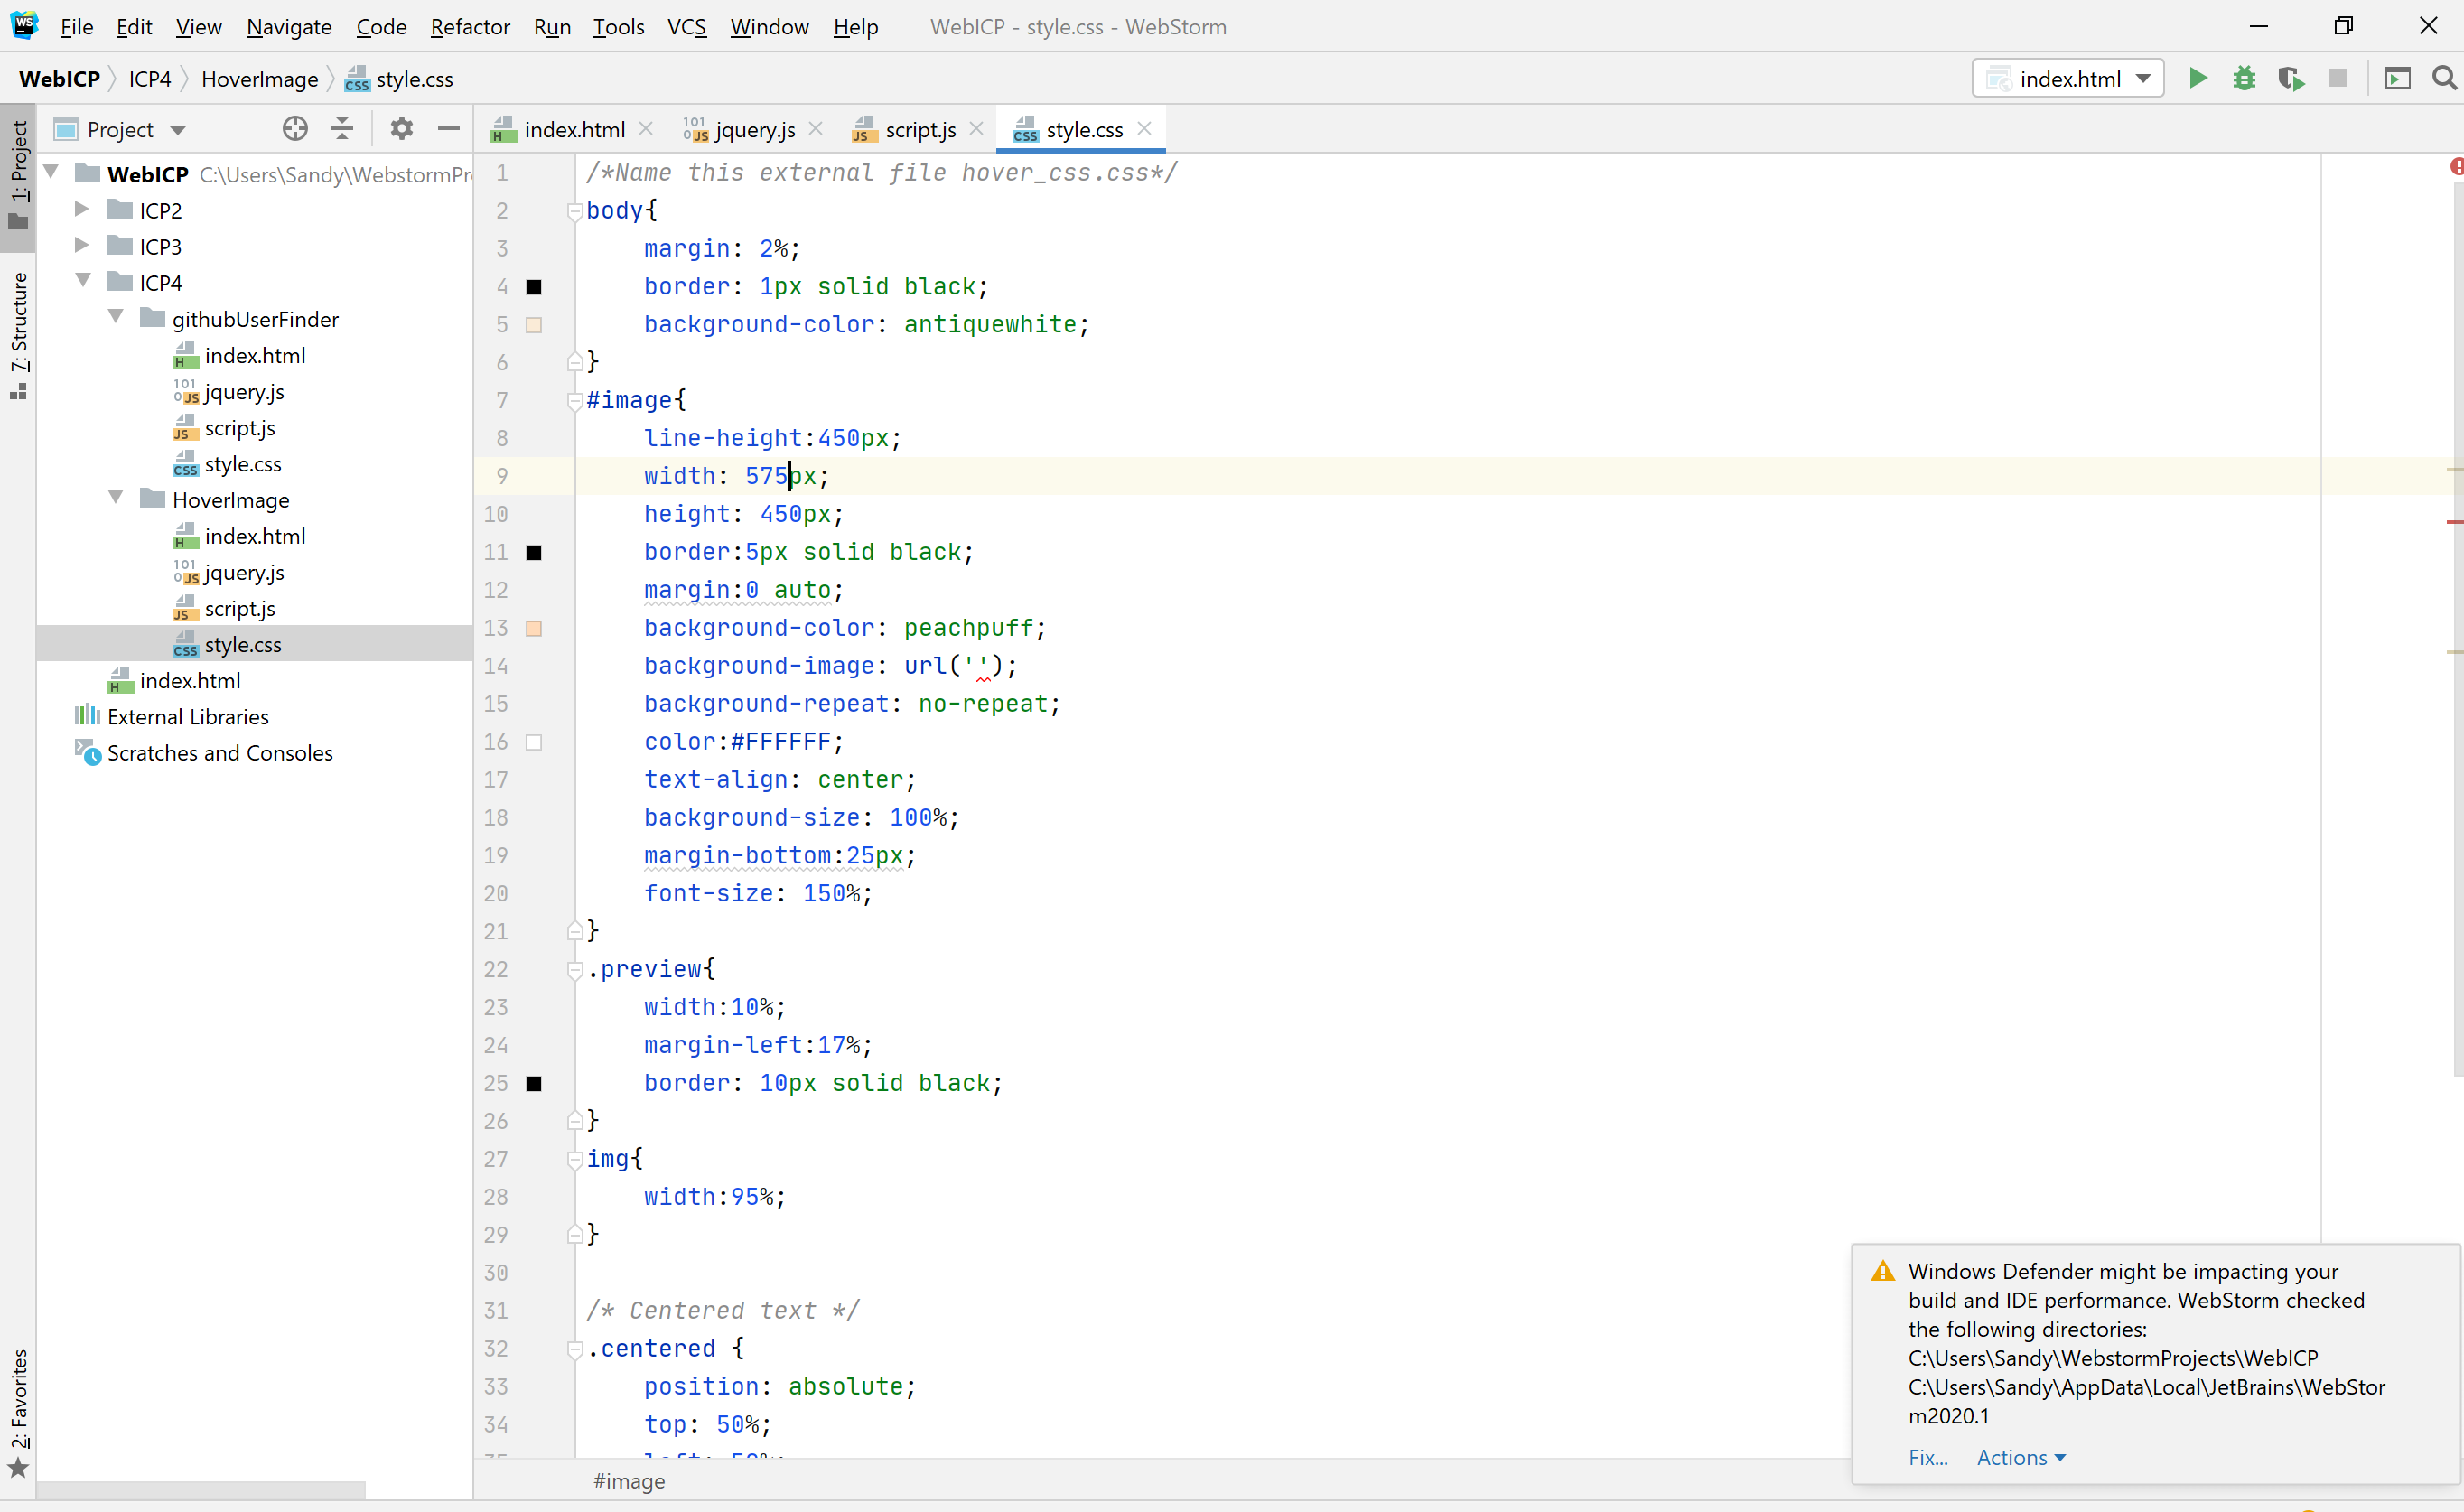 WS
File Edit View Navigate Code Refactor Run Tools VCS Window Help WebICP - style.css - WebStorm
WebICP ICP4 HoverImage style.css index.html
1: Project
7: Structure
2: Favorites
Project
WebICP C:\Users\Sandy\WebstormPr
ICP2
ICP3
ICP4
githubUserFinder
index.html
jquery.js
script.js
style.css
HoverImage
index.html
jquery.js
script.js
style.css
index.html
External Libraries
Scratches and Consoles
index.html jquery.js script.js style.css
1 /*Name this external file hover_css.css*/
2 body{
3 margin: 2%;
4 border: 1px solid black;
5 background-color: antiquewhite;
6 }
7 #image{
8 line-height:450px;
9 width: 575px;
10 height: 450px;
11 border:5px solid black;
12 margin:0 auto;
13 background-color: peachpuff;
14 background-image: url('');
15 background-repeat: no-repeat;
16 color:#FFFFFF;
17 text-align: center;
18 background-size: 100%;
19 margin-bottom:25px;
20 font-size: 150%;
21 }
22 .preview{
23 width:10%;
24 margin-left:17%;
25 border: 10px solid black;
26 }
27 img{
28 width:95%;
29 }
30
31 /* Centered text */
32 .centered {
33 position: absolute;
34 top: 50%;
#image
Windows Defender might be impacting your
build and IDE performance. WebStorm checked
the following directories:
C:\Users\Sandy\WebstormProjects\WebICP
C:\Users\Sandy\AppData\Local\JetBrains\WebStor
m2020.1
Fix... Actions